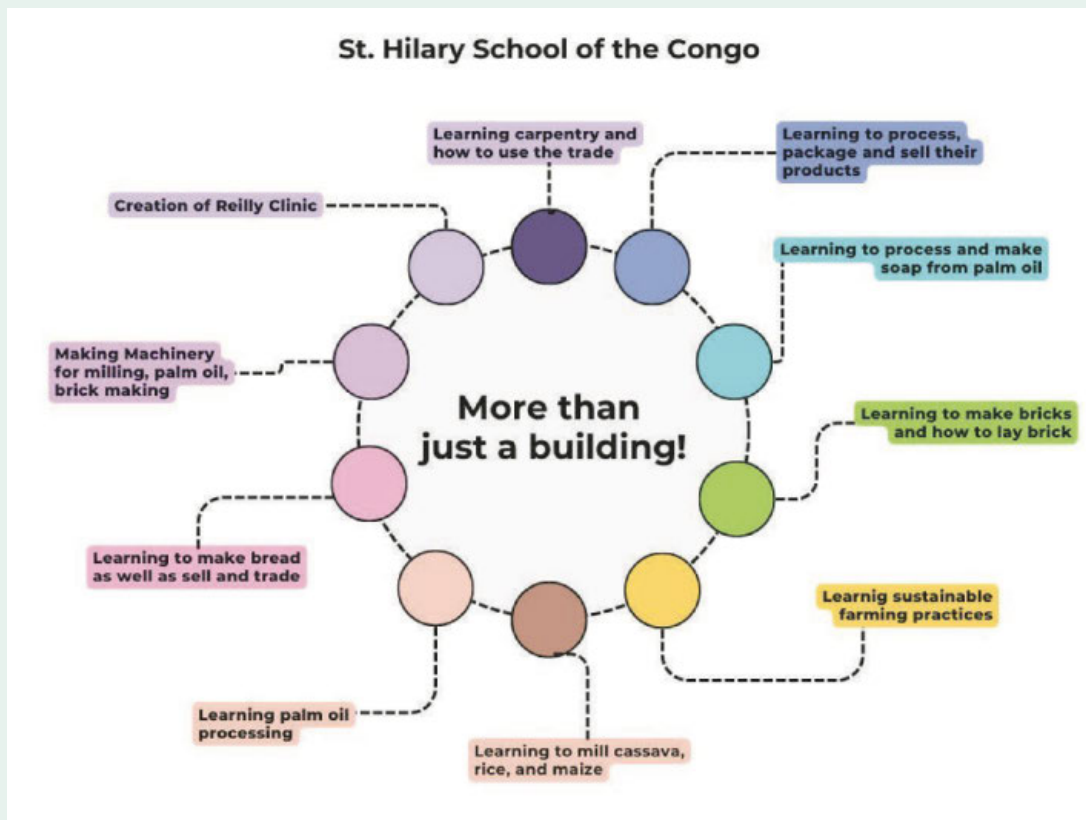 St. Hilary School of the Congo
Learning carpentry and
how to use the trade
Learning to process,
package and sell their
products
Creation of Reilly Clinic
Learning to process and make
soap from palm oil
Making Machinery
for milling, palm oil,
brick making
More than
just a building!
Learning to make bricks
and how to lay brick
Learning to make bread
as well as sell and trade
Learnig sustainable
farming practices
Learning palm oil
processing
Learning to mill cassava,
rice, and maize